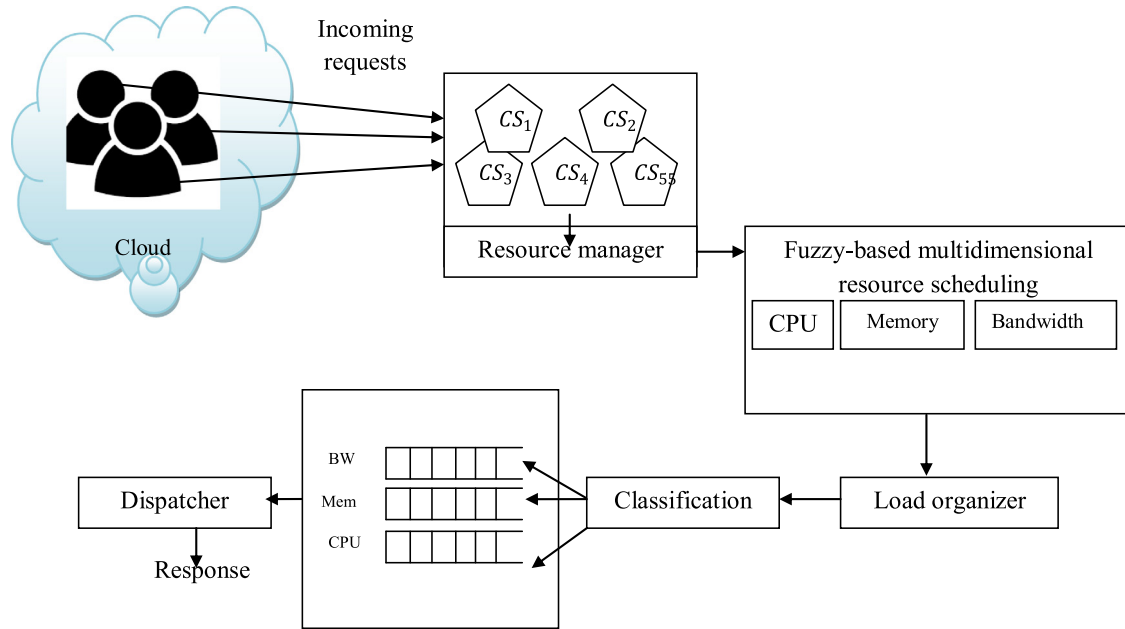 Incoming
requests
Cloud
CS₁
CS₂
CS₃
CS₄
CS₅₅
Resource manager
Fuzzy-based multidimensional
resource scheduling
CPU
Memory
Bandwidth
BW
Mem
CPU
Dispatcher
Classification
Load organizer
Response